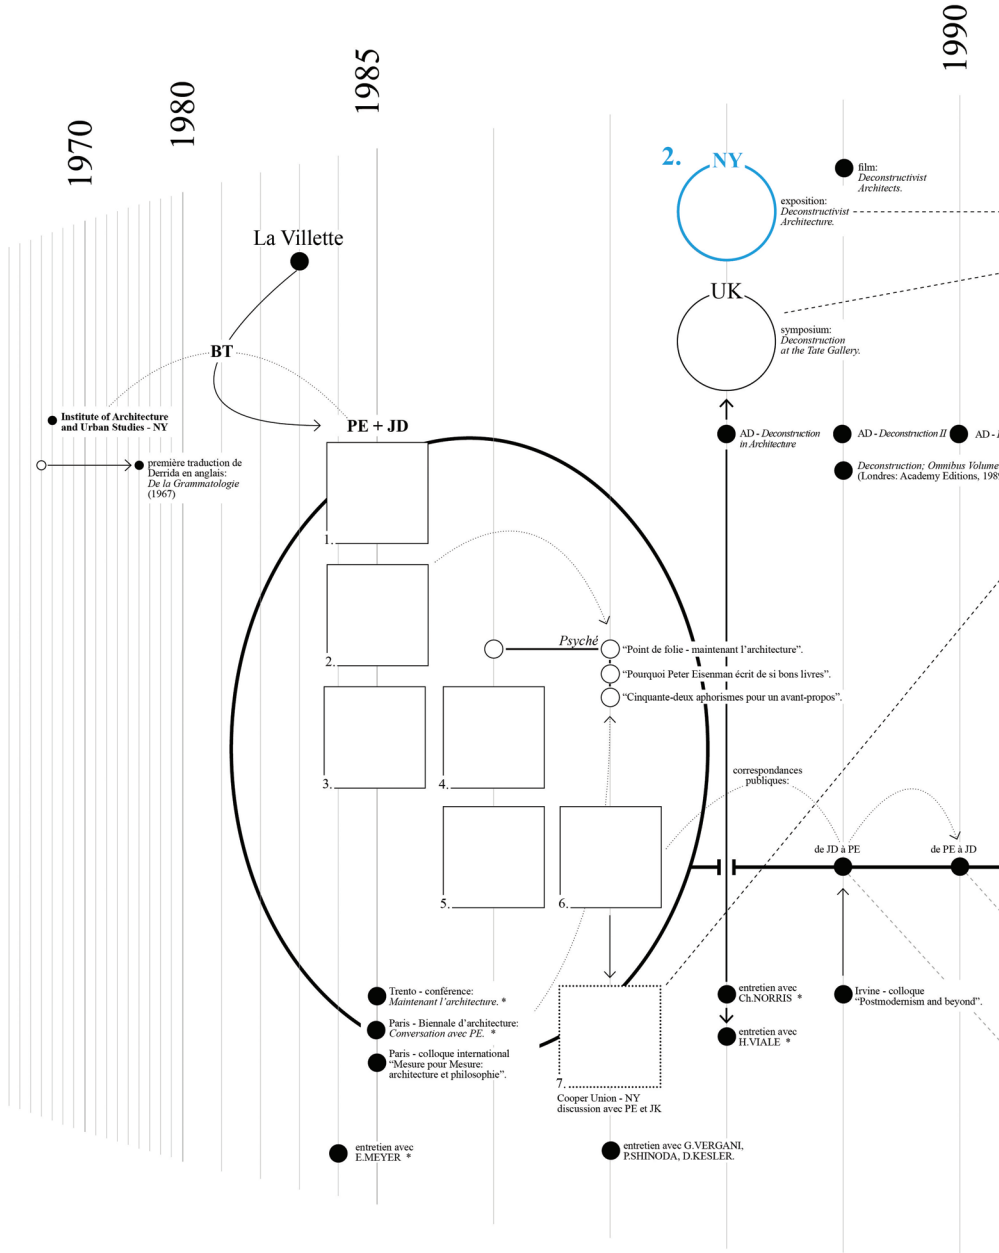 1970
1980
1985
1990
2.
NY
exposition:
Deconstructivist
Architecture.
film:
Deconstructivist
Architects.
UK
symposium:
Deconstruction
at the Tate Gallery.
La Villette
BT
Institute of Architecture
and Urban Studies - NY
première traduction de
Derrida en anglais:
De la Grammatologie
(1967)
PE + JD
AD - Deconstruction
in Architecture
AD - Deconstruction II
AD -
Deconstruction; Omnibus Volume
(Londres: Academy Editions, 1989
1.
2.
3.
4.
5.
6.
7.
Psyché
“Point de folie - maintenant l’architecture”.
“Pourquoi Peter Eisenman écrit de si bons livres”.
“Cinquante-deux aphorismes pour un avant-propos”.
correspondances
publiques:
de JD à PE
de PE à JD
Trento - conférence:
Maintenant l’architecture. *
Paris - Biennale d’architecture:
Conversation avec PE. *
Paris - colloque international
“Mesure pour Mesure:
architecture et philosophie”.
entretien avec
Ch.NORRIS *
entretien avec
H.VIALE *
Irvine - colloque
“Postmodernism and beyond”.
Cooper Union - NY
discussion avec PE et JK
entretien avec
E.MEYER *
entretien avec G.VERGANI,
P.SHINODA, D.KESLER.